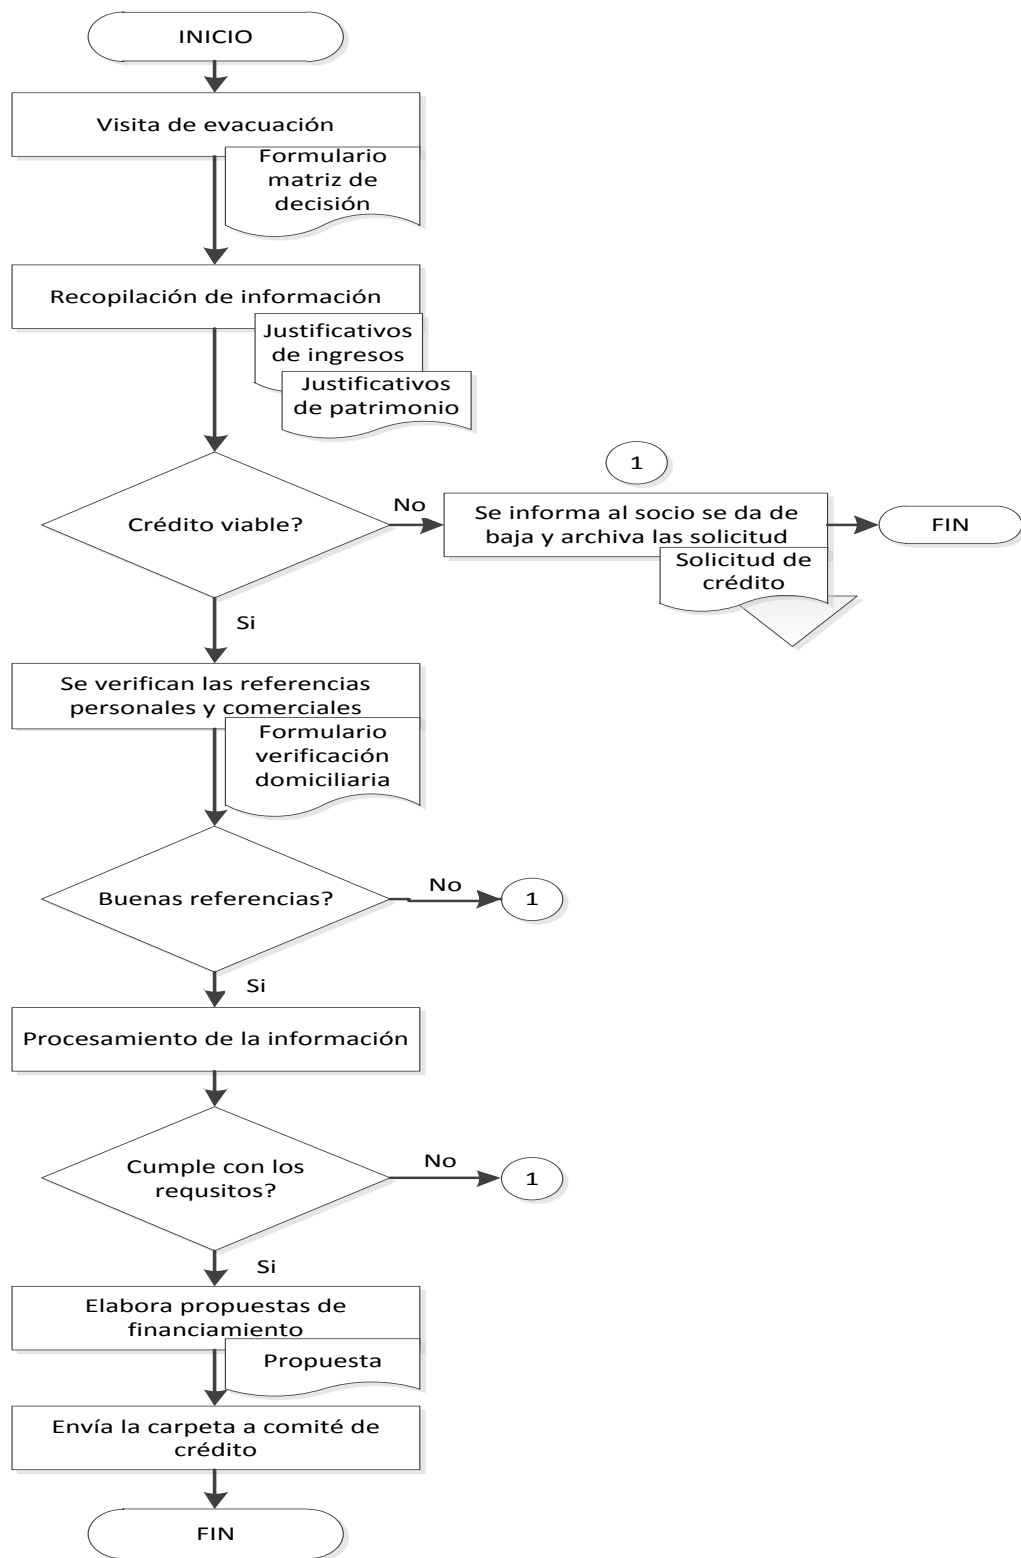 INICIO
Visita de evacuación
Formulario
matriz de
decisión
Recopilación de información
Justificativos
de ingresos
Justificativos
de patrimonio
Crédito viable?
No
1
Se informa al socio se da de
baja y archiva las solicitud
Solicitud de
crédito
FIN
Si
Se verifican las referencias
personales y comerciales
Formulario
verificación
domiciliaria
Buenas referencias?
No
1
Si
Procesamiento de la información
Cumple con los
requsitos?
No
1
Si
Elabora propuestas de
financiamiento
Propuesta
Envía la carpeta a comité de
crédito
FIN